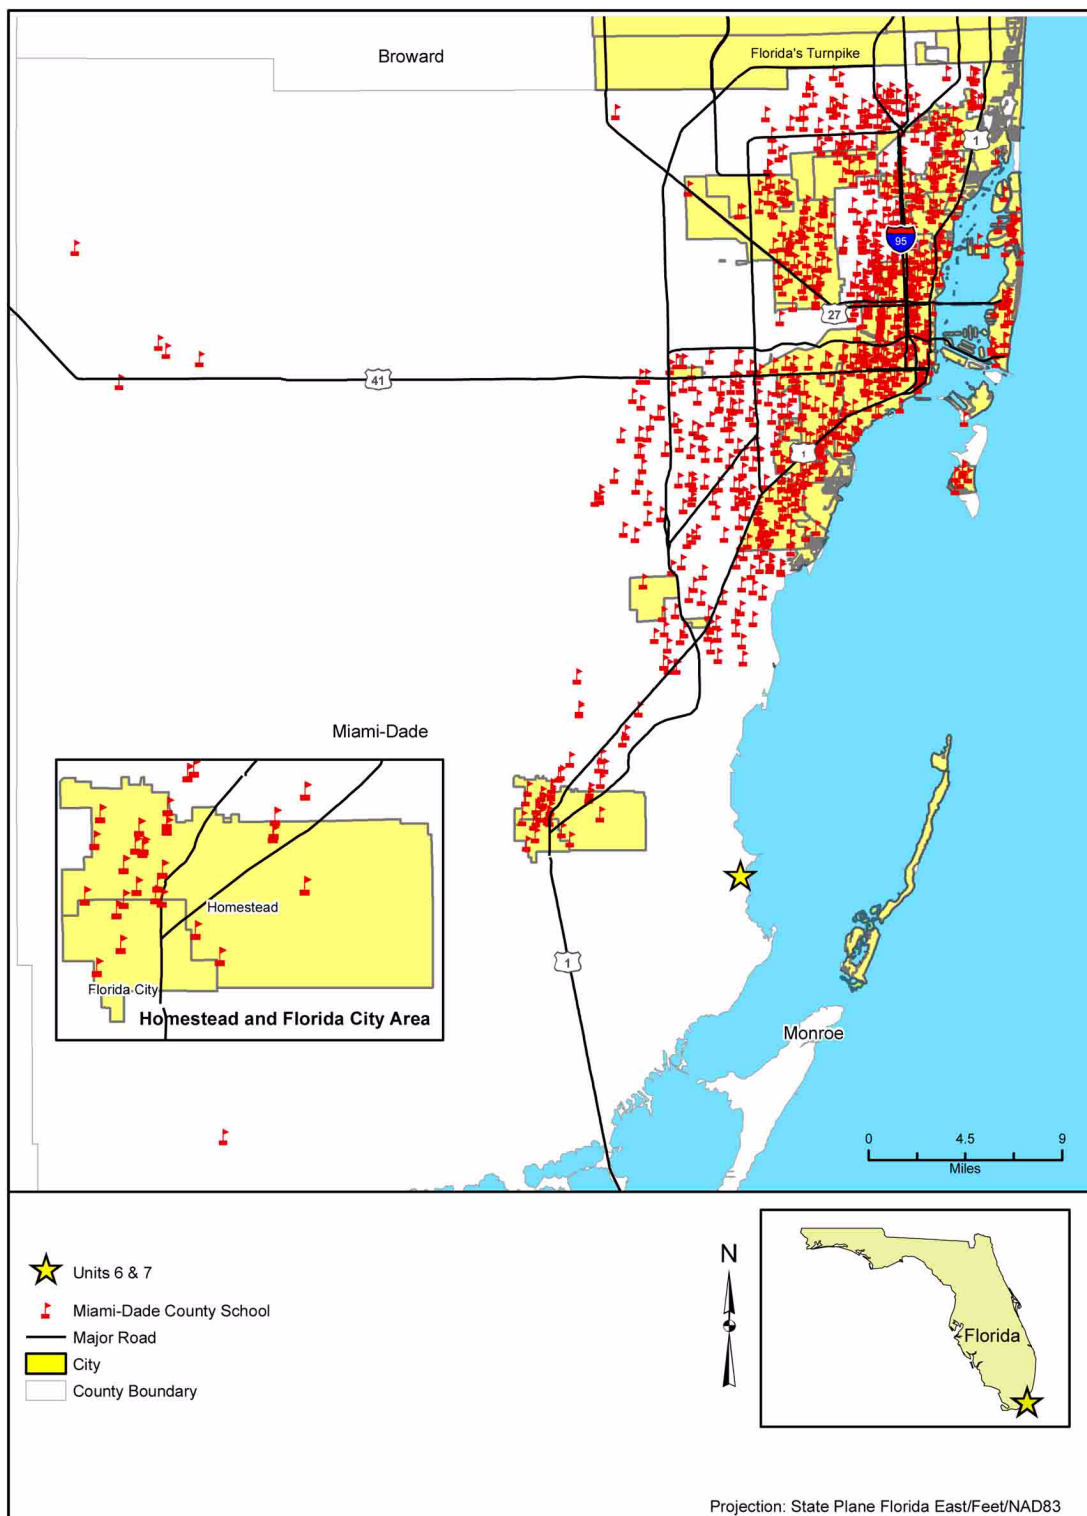 Broward
Florida's Turnpike
1
95
27
41
1
Miami-Dade
Homestead
Florida City
Homestead and Florida City Area
1
Monroe
0 4.5 9
Miles
Units 6 & 7
Miami-Dade County School
Major Road
City
County Boundary
N
Florida
Projection: State Plane Florida East/Feet/NAD83